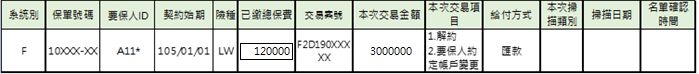 系統別 保單號碼 要保人ID 契約始期 險種 已繳總保費 交易案號 本次交易金額 本次交易項目 給付方式 本次掃描類別 掃描日期 名單確認時間
F 10XXX-XX A11* 105/01/01 LW 120000 F2D190XXXXX 3000000 1.解約
2.要保人約定帳戶變更 匯款